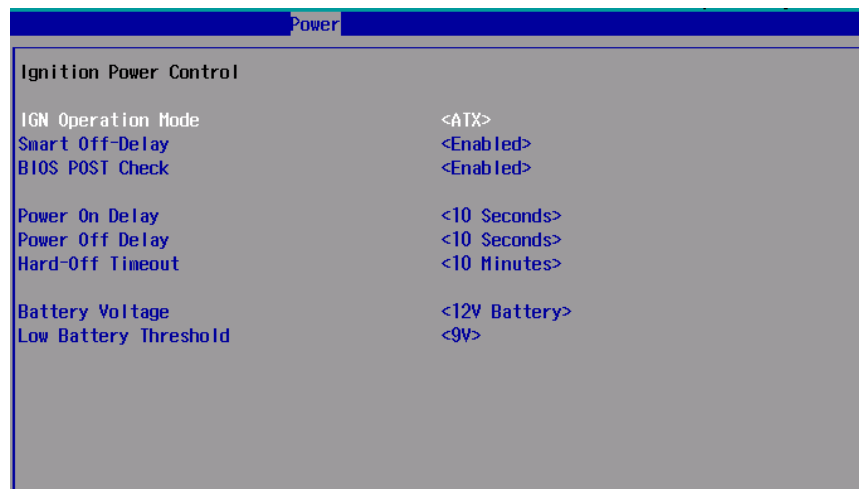 Power
Ignition Power Control
IGN Operation Mode <ATX>
Smart Off-Delay <Enabled>
BIOS POST Check <Enabled>
Power On Delay <10 Seconds>
Power Off Delay <10 Seconds>
Hard-Off Timeout <10 Minutes>
Battery Voltage <12V Battery>
Low Battery Threshold <9V>